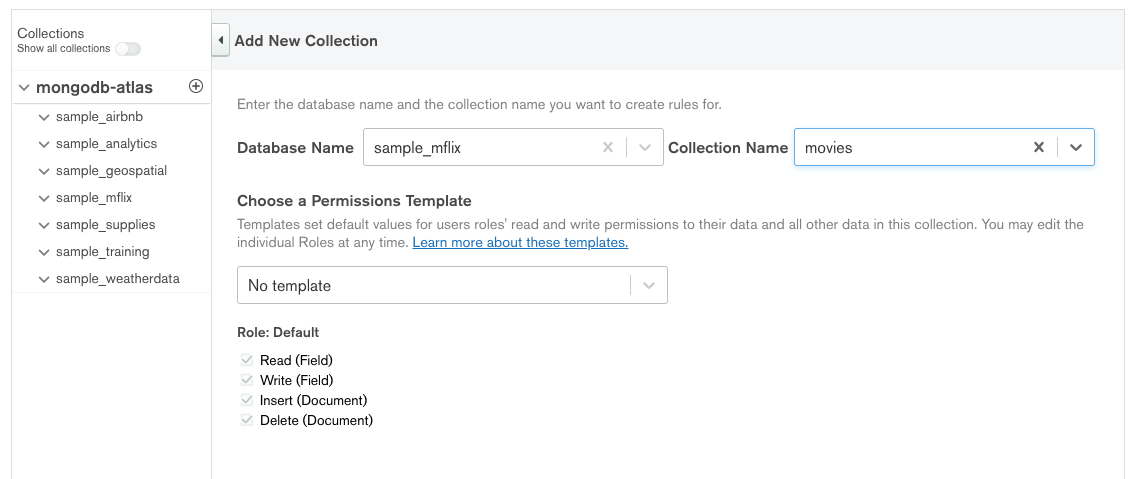 Collections
Show all collections
mongodb-atlas
sample_airbnb
sample_analytics
sample_geospatial
sample_mflix
sample_supplies
sample_training
sample_weatherdata
Add New Collection
Enter the database name and the collection name you want to create rules for.
Database Name sample_mflix Collection Name movies
Choose a Permissions Template
Templates set default values for users roles' read and write permissions to their data and all other data in this collection. You may edit the
individual Roles at any time. Learn more about these templates.
No template
Role: Default
Read (Field)
Write (Field)
Insert (Document)
Delete (Document)